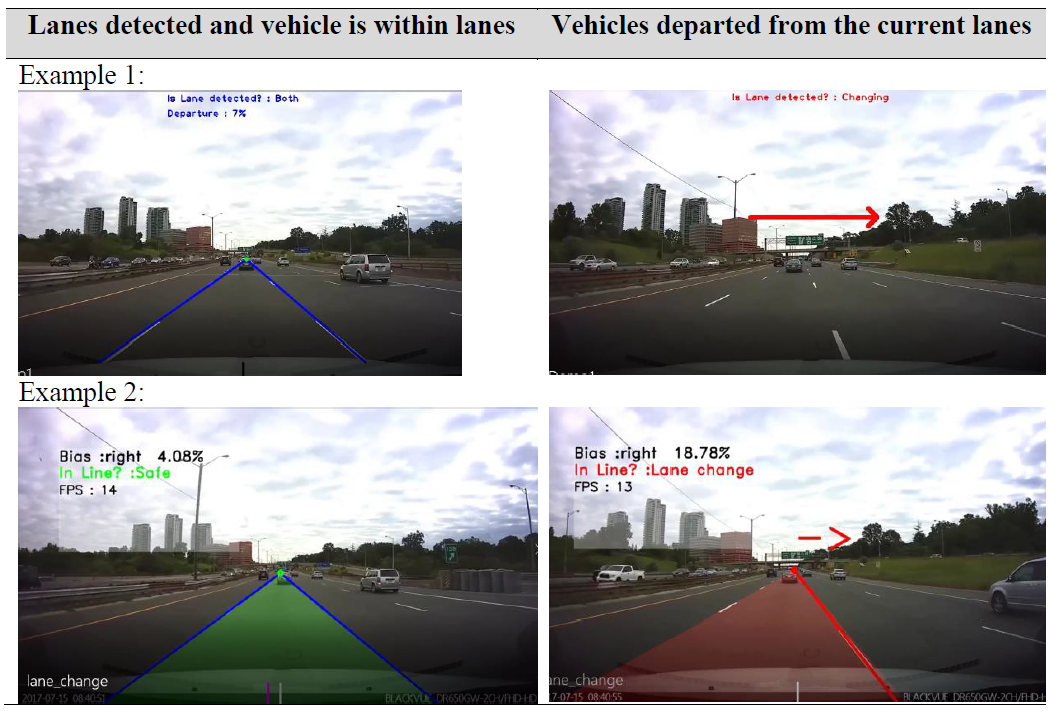 Lanes detected and vehicle is within lanes
Vehicles departed from the current lanes
Example 1:
Is Lane detected? : Both
Departure : 7%
Is Lane detected? : Changing
Example 2:
Bias :right 4.08%
In Line? :Safe
FPS : 14
lane_change
2017-07-15 08:40:51
BLACKVUE DR650GW-2CH/FHD-HD
Bias :right 18.78%
In Line? :Lane change
FPS : 13
ane_change
2017-07-15 08:40:55
BLACKVUE DR650GW-2CH/FHD-H